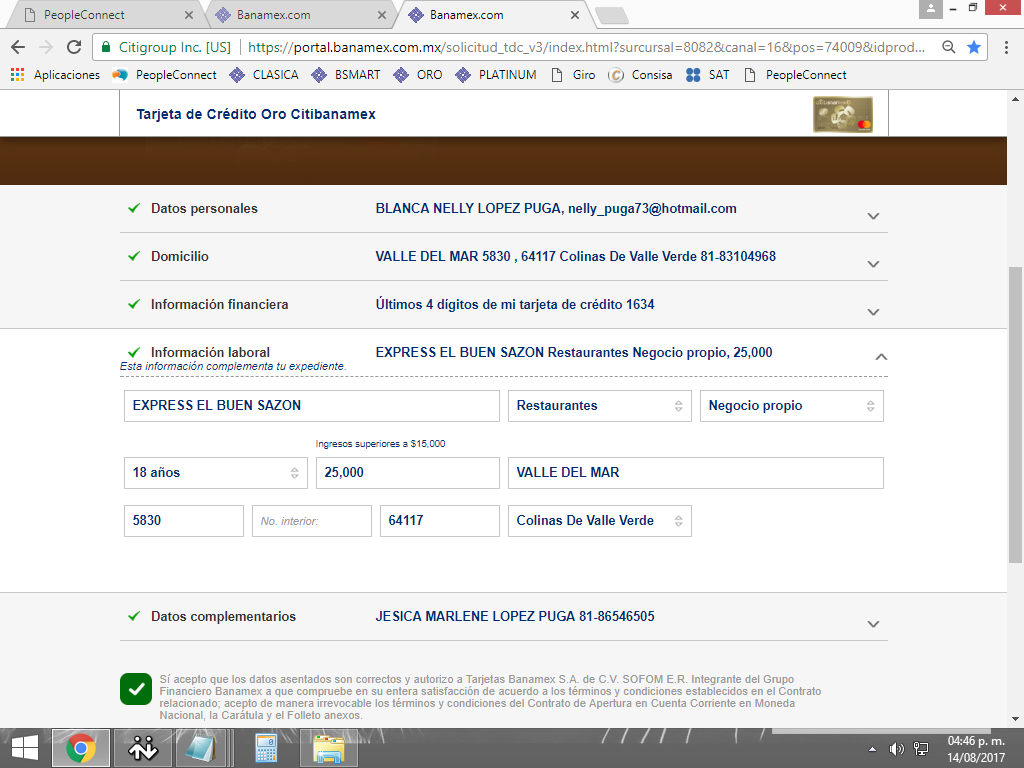 PeopleConnect
Banamex.com
Banamex.com
Citigroup Inc. [US] https://portal.banamex.com.mx/solicitud_tdc_v3/index.html?surcursal=8082&canal=16&pos=74009&idprod...
Aplicaciones PeopleConnect CLASICA BSMART ORO PLATINUM Giro Consisa SAT PeopleConnect
Tarjeta de Crédito Oro Citibanamex
Datos personales BLANCA NELLY LOPEZ PUGA, nelly_puga73@hotmail.com
Domicilio VALLE DEL MAR 5830 , 64117 Colinas De Valle Verde 81-83104968
Información financiera Últimos 4 dígitos de mi tarjeta de crédito 1634
Información laboral EXPRESS EL BUEN SAZON Restaurantes Negocio propio, 25,000
Esta información complementa tu expediente.
EXPRESS EL BUEN SAZON Restaurantes Negocio propio
Ingresos superiores a $15,000
18 años 25,000 VALLE DEL MAR
5830 No. interior: 64117 Colinas De Valle Verde
Datos complementarios JESICA MARLENE LOPEZ PUGA 81-86546505
Sí acepto que los datos asentados son correctos y autorizo a Tarjetas Banamex S.A. de C.V. SOFOM E.R. Integrante del Grupo
Financiero Banamex a que compruebe en su entera satisfacción de acuerdo a los términos y condiciones establecidos en el Contrato
relacionado; acepto de manera irrevocable los términos y condiciones del Contrato de Apertura en Cuenta Corriente en Moneda
Nacional, la Carátula y el Folleto anexos.
04:46 p. m.
14/08/2017